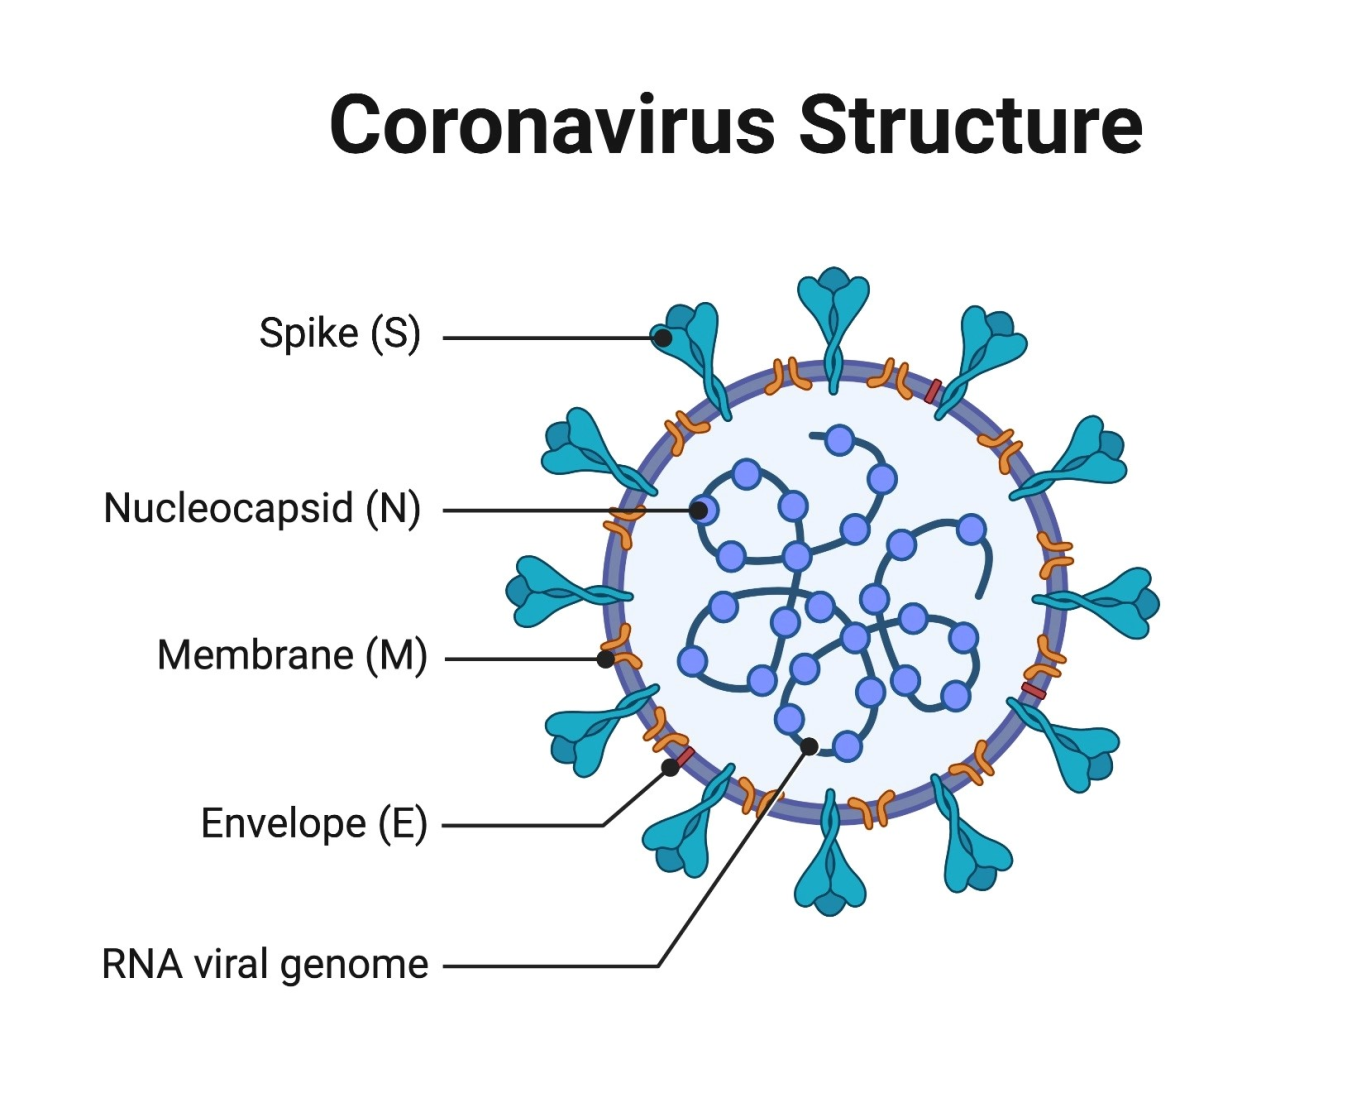 Coronavirus Structure
Spike (S)
Nucleocapsid (N)
Membrane (M)
Envelope (E)
RNA viral genome